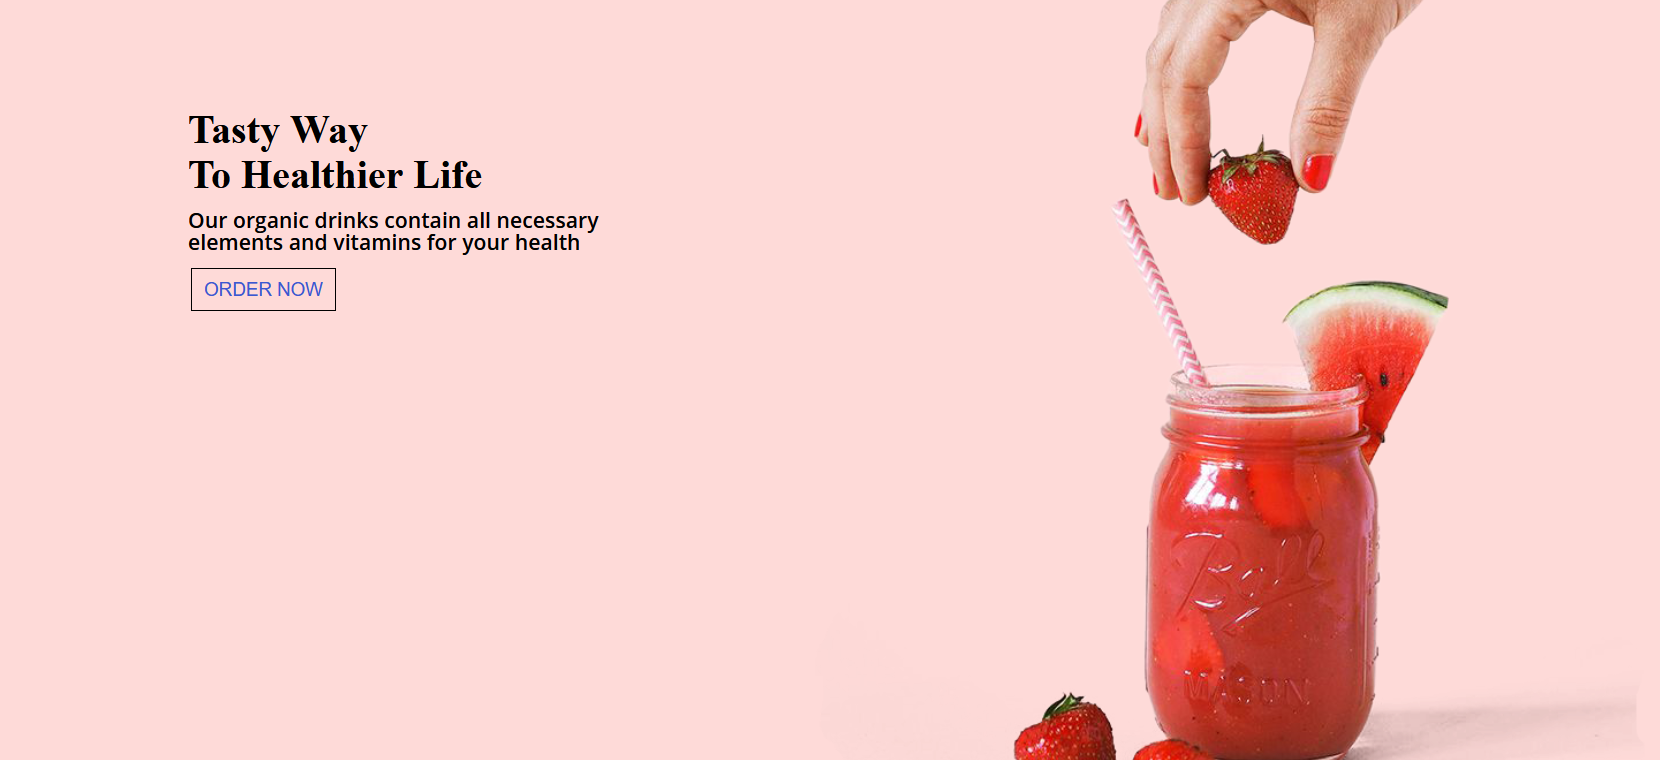 Tasty Way
To Healthier Life
Our organic drinks contain all necessary
elements and vitamins for your health
ORDER NOW
Ball
MASON